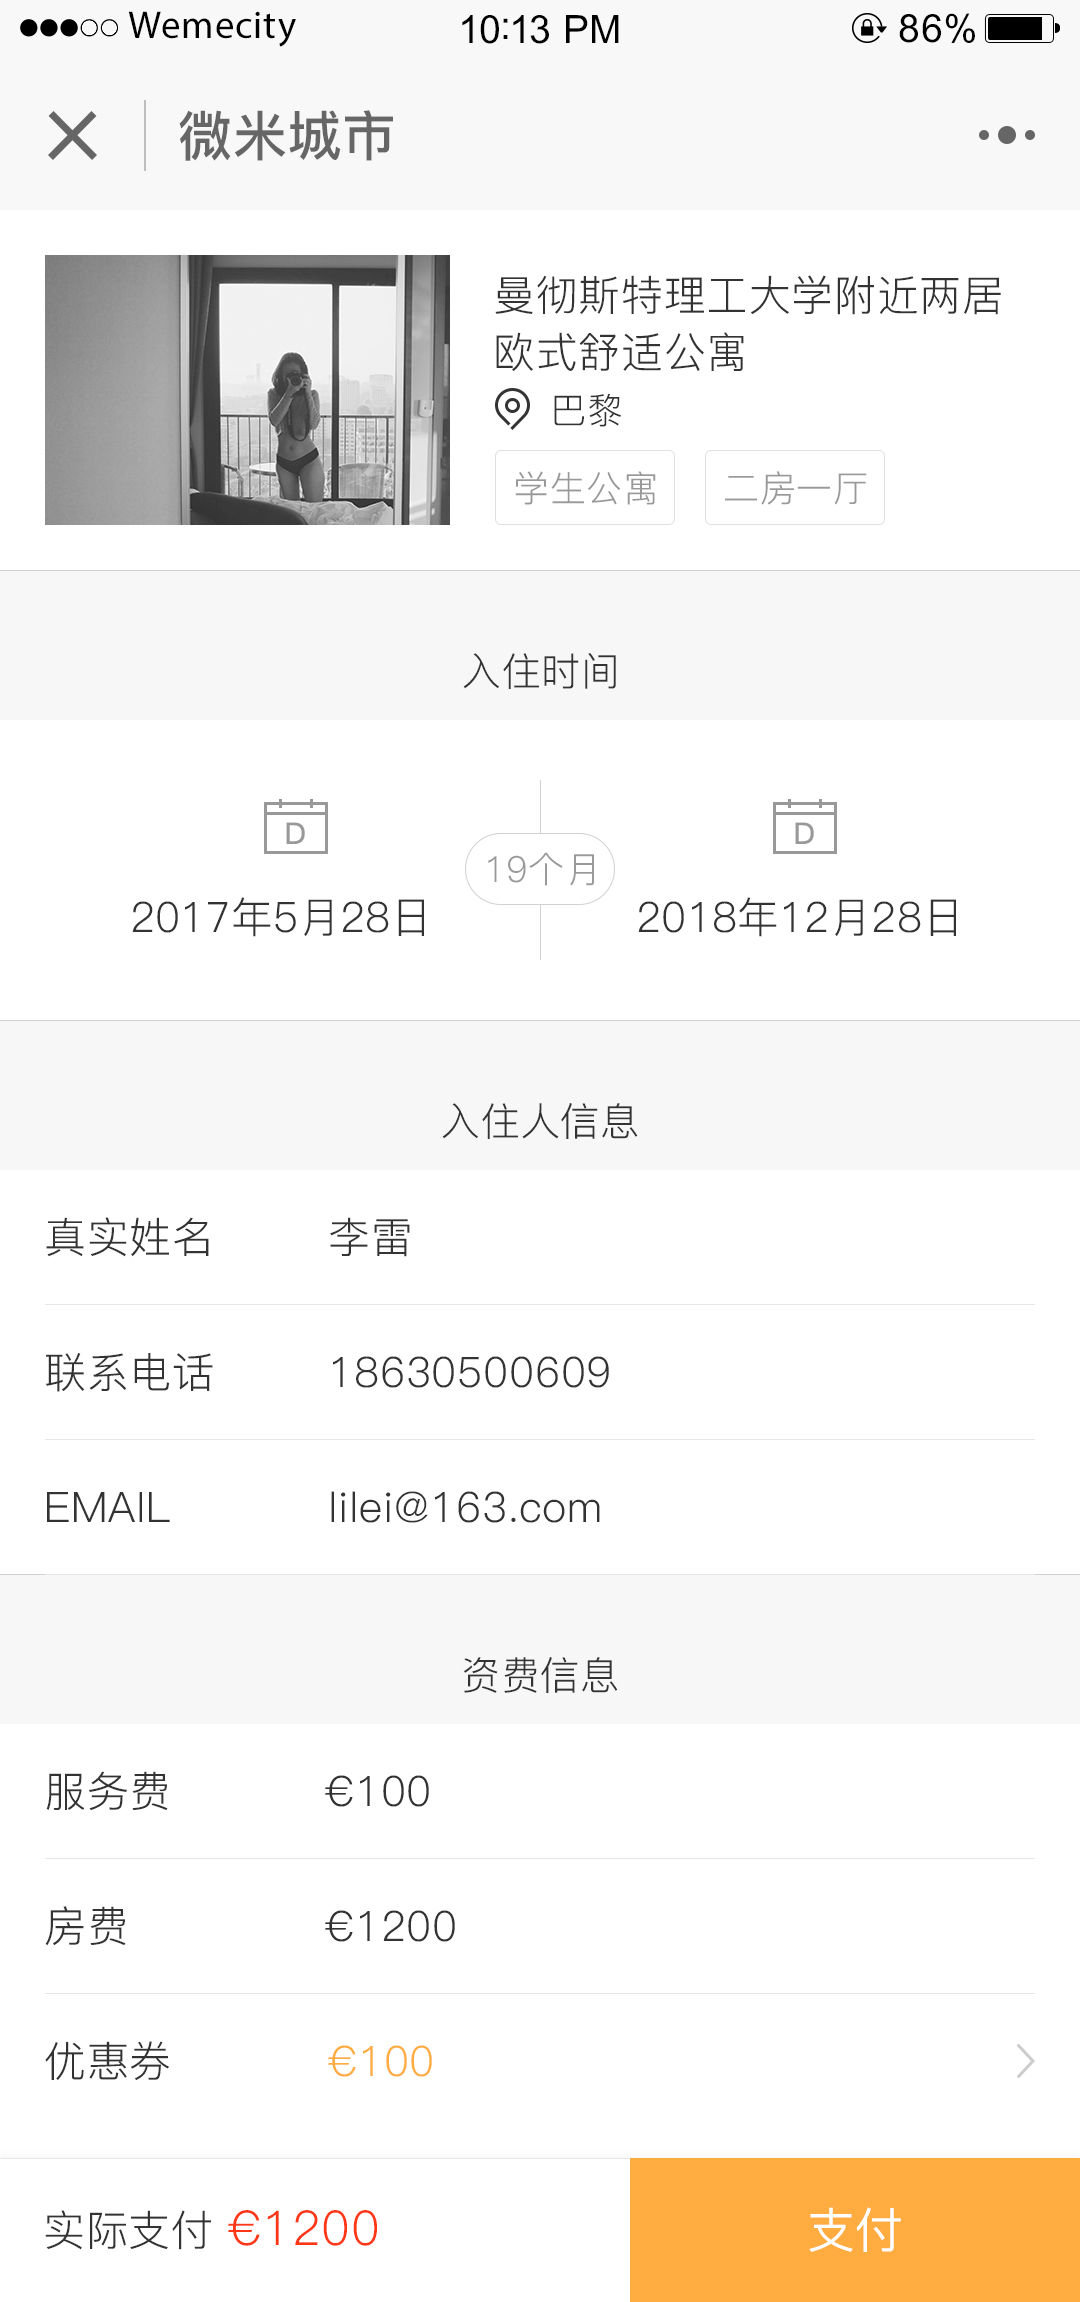 Wemecity 10:13 PM 86%
微米城市
曼彻斯特理工大学附近两居
欧式舒适公寓
巴黎
学生公寓 二房一厅
入住时间
D D
19个月
2017年5月28日 2018年12月28日
入住人信息
真实姓名 李雷
联系电话 18630500609
EMAIL lilei@163.com
资费信息
服务费 €100
房费 €1200
优惠券 €100
实际支付 €1200 支付